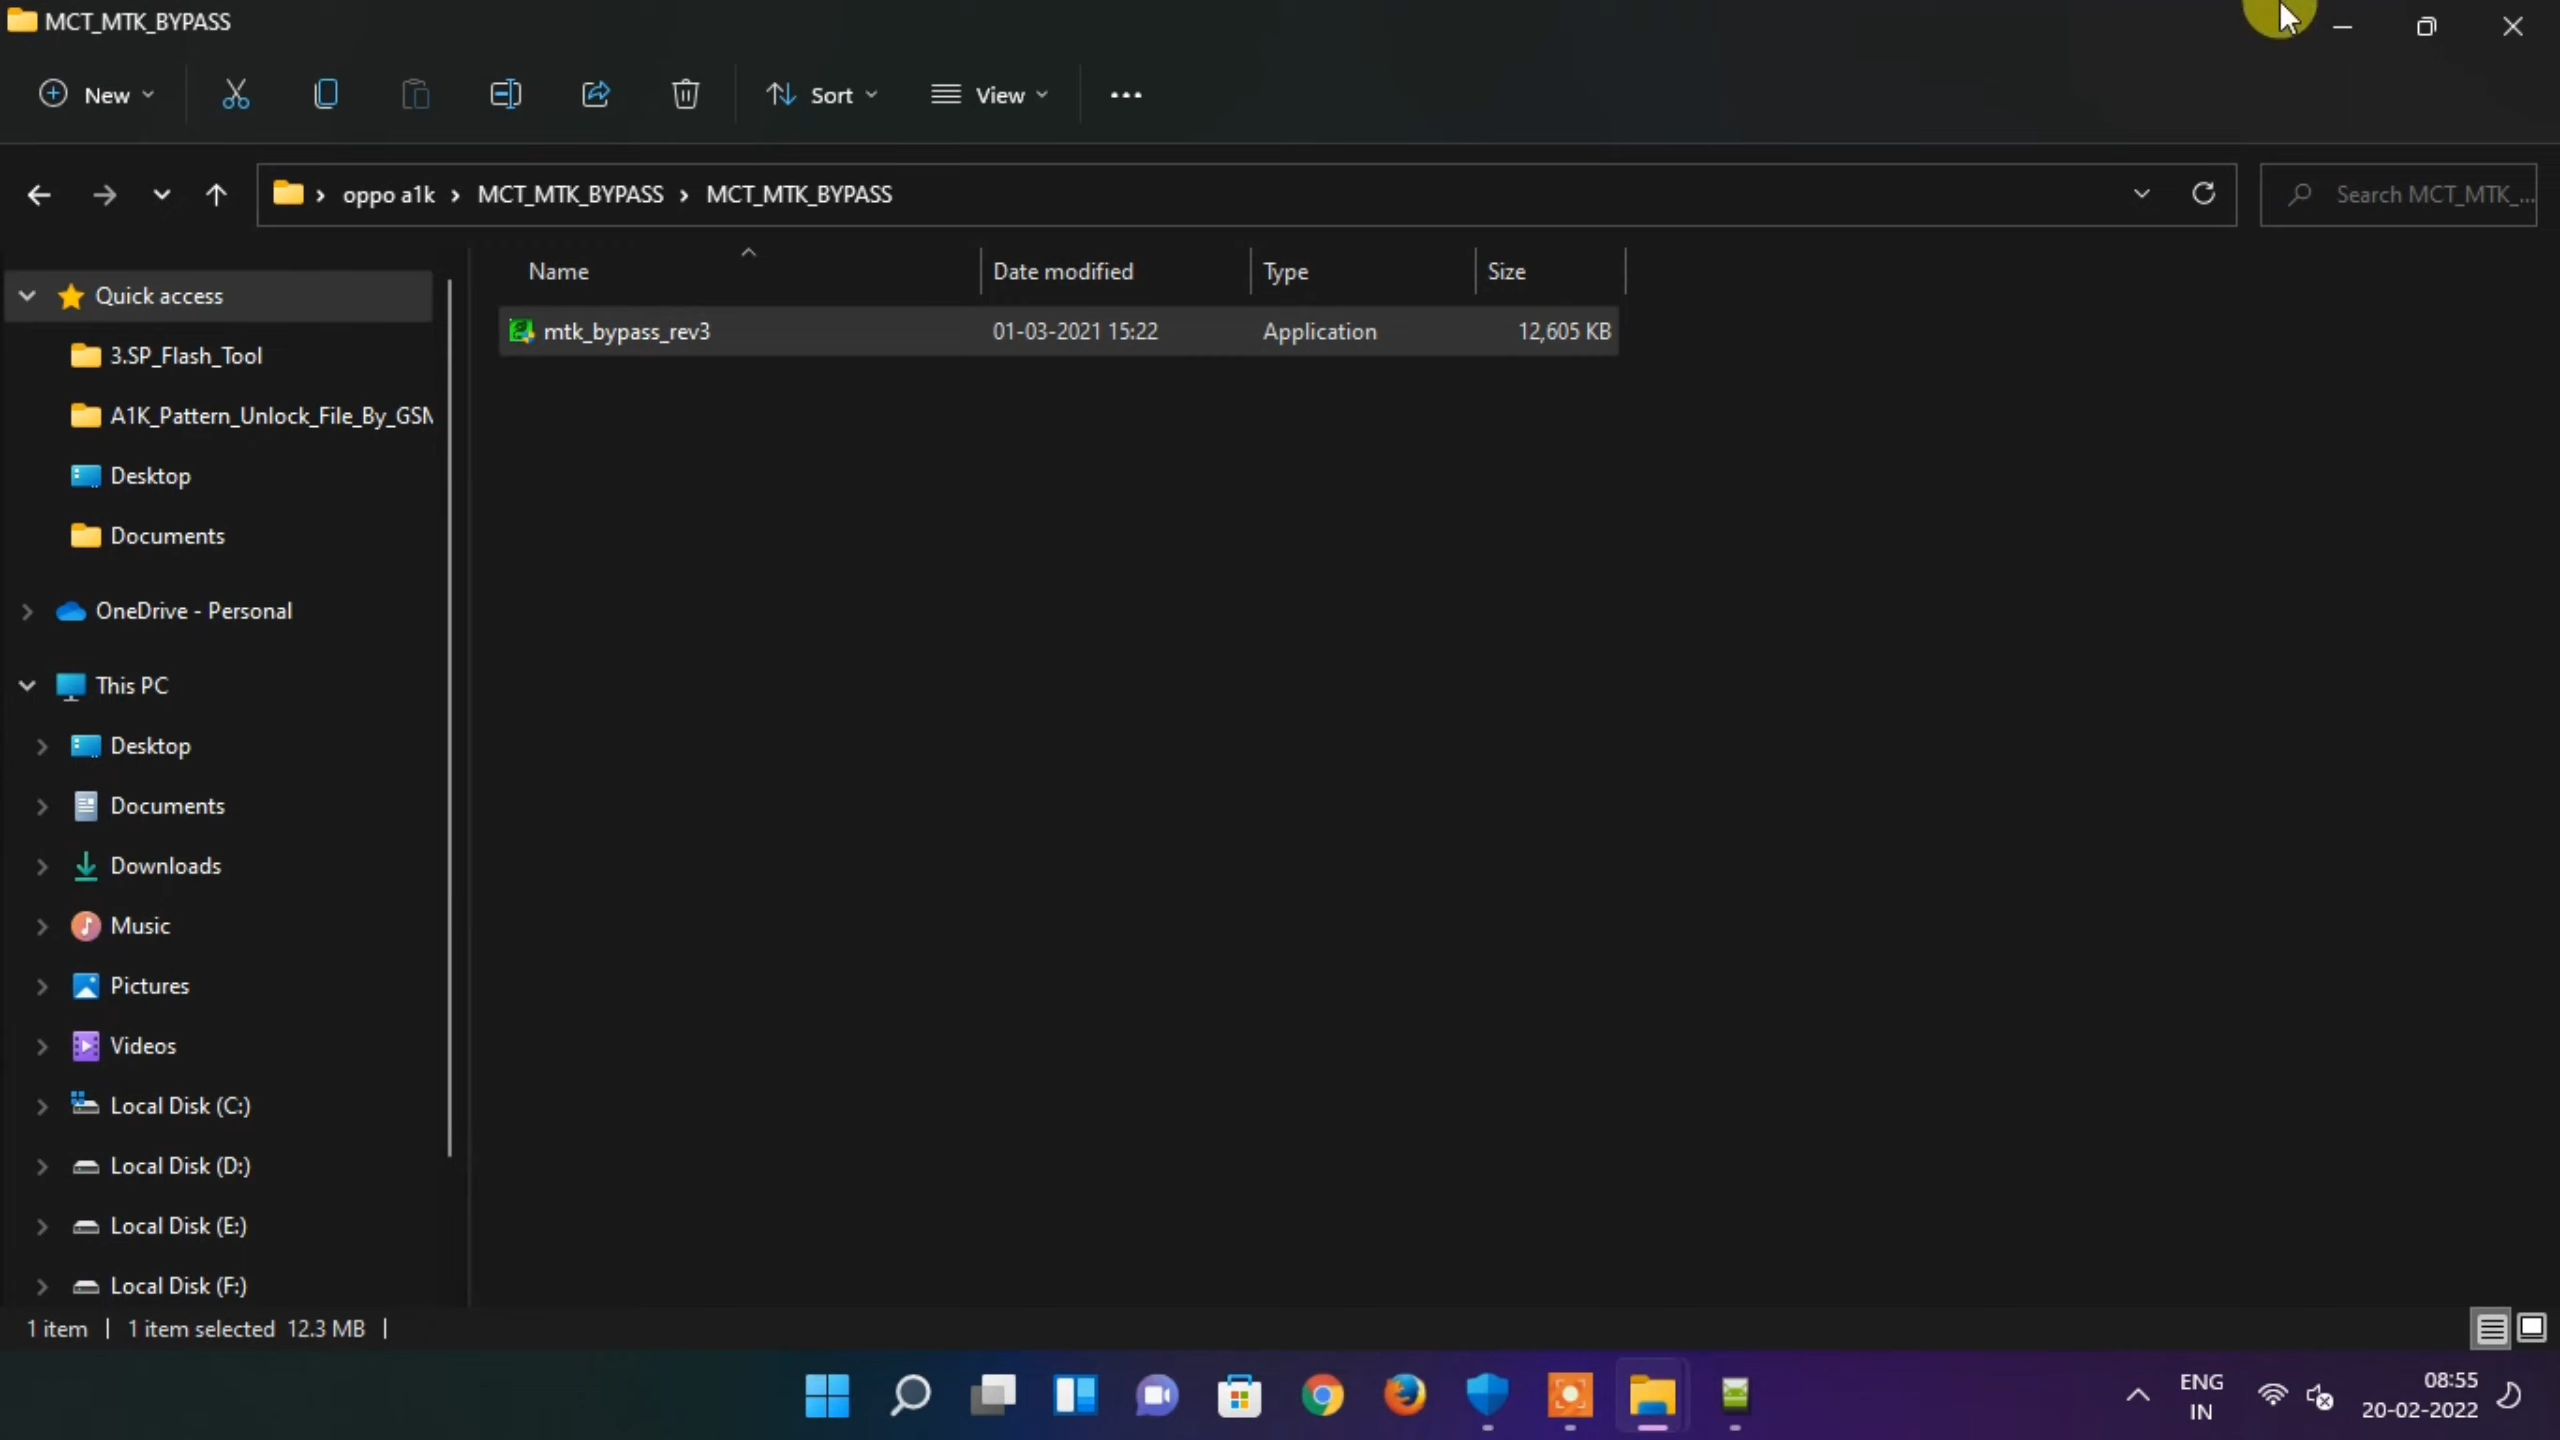 MCT_MTK_BYPASS
New
Sort
View
oppo a1k
MCT_MTK_BYPASS
MCT_MTK_BYPASS
Search MCT_MTK_...
Name
Date modified
Type
Size
mtk_bypass_rev3
01-03-2021 15:22
Application
12,605 KB
Quick access
3.SP_Flash_Tool
A1K_Pattern_Unlock_File_By_GSM
Desktop
Documents
OneDrive - Personal
This PC
Desktop
Documents
Downloads
Music
Pictures
Videos
Local Disk (C:)
Local Disk (D:)
Local Disk (E:)
Local Disk (F:)
1 item
1 item selected 12.3 MB
ENG
IN
08:55
20-02-2022